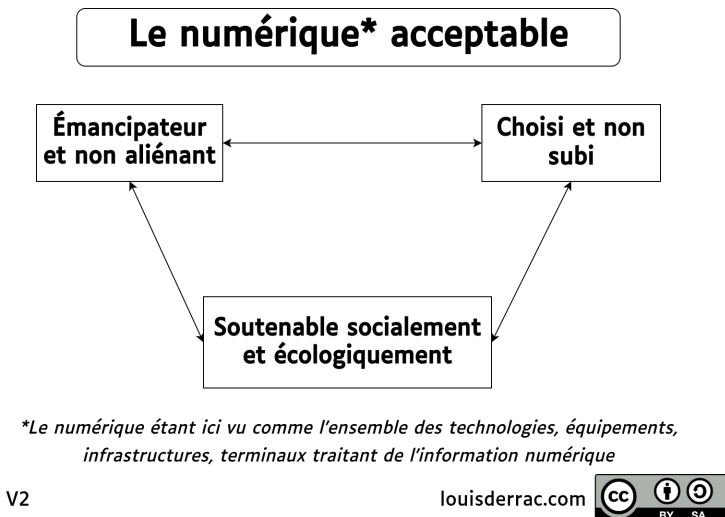 Le numérique* acceptable
Émancipateur
et non aliénant
Choisi et non
subi
Soutenable socialement
et écologiquement
*Le numérique étant ici vu comme l'ensemble des technologies, équipements,
infrastructures, terminaux traitant de l'information numérique
V2
louisderrac.com
cc
BY SA